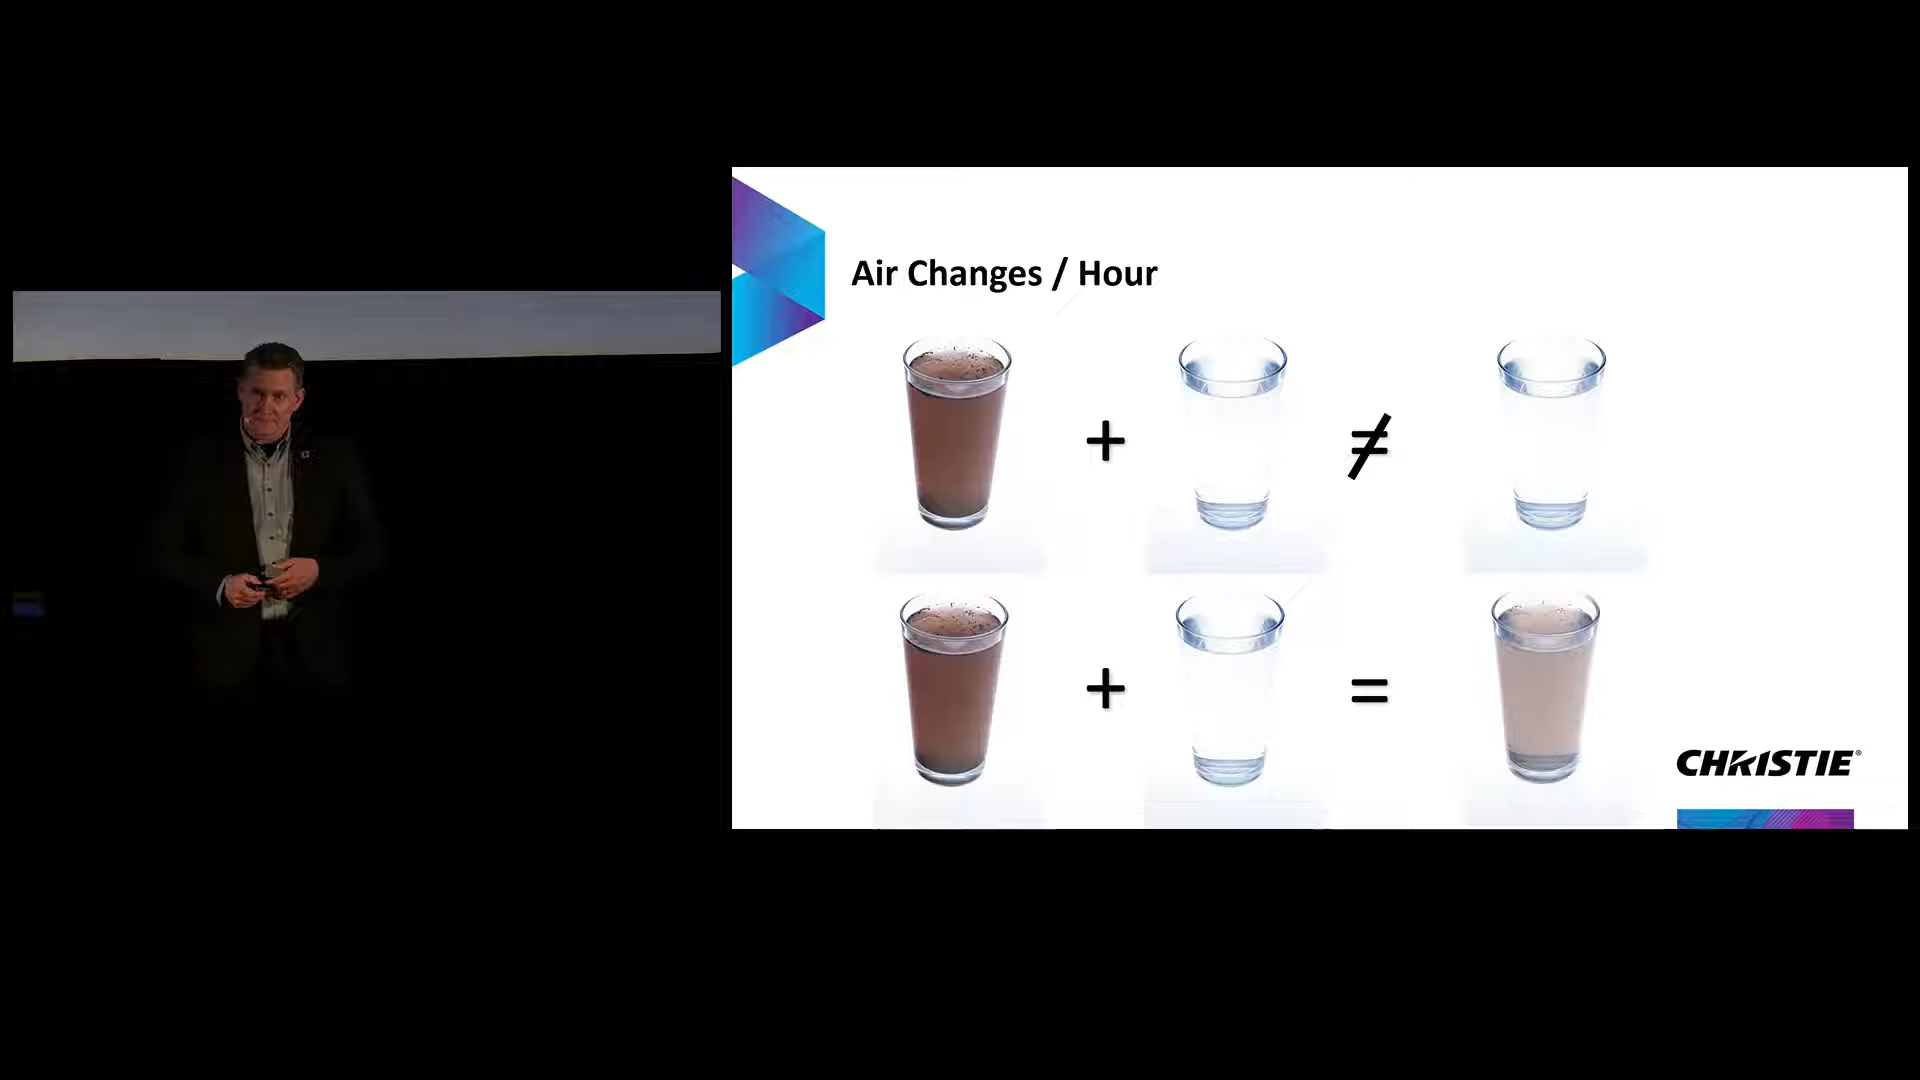 Air Changes / Hour
+ ≠
+ =
CHRISTIE®